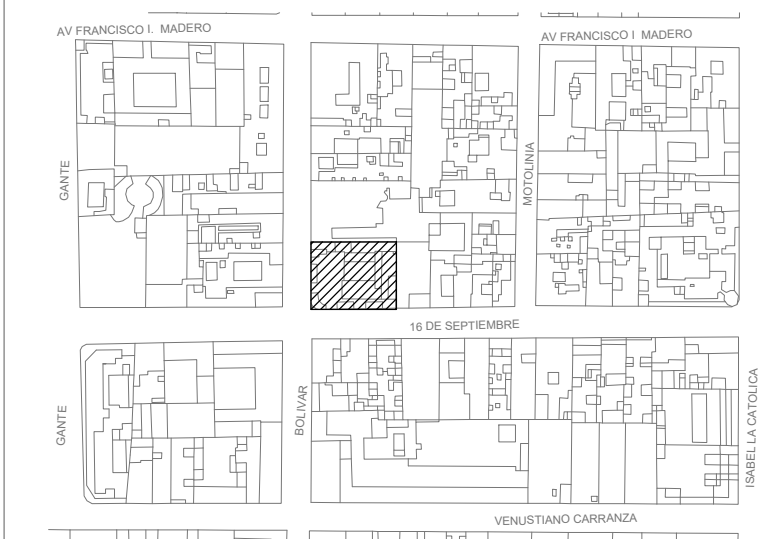 AV FRANCISCO I. MADERO
AV FRANCISCO I MADERO
GANTE
MOTOLINIA
16 DE SEPTIEMBRE
GANTE
BOLIVAR
ISABEL LA CATOLICA
VENUSTIANO CARRANZA